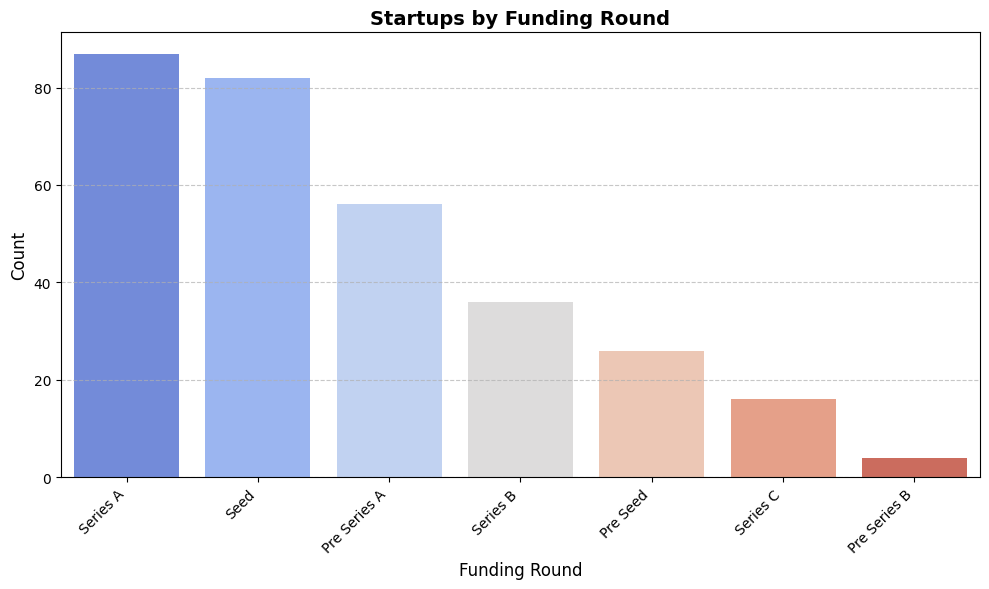 Startups by Funding Round
Count
80
60
40
20
0
Series A
Seed
Pre Series A
Series B
Pre Seed
Series C
Pre Series B
Funding Round